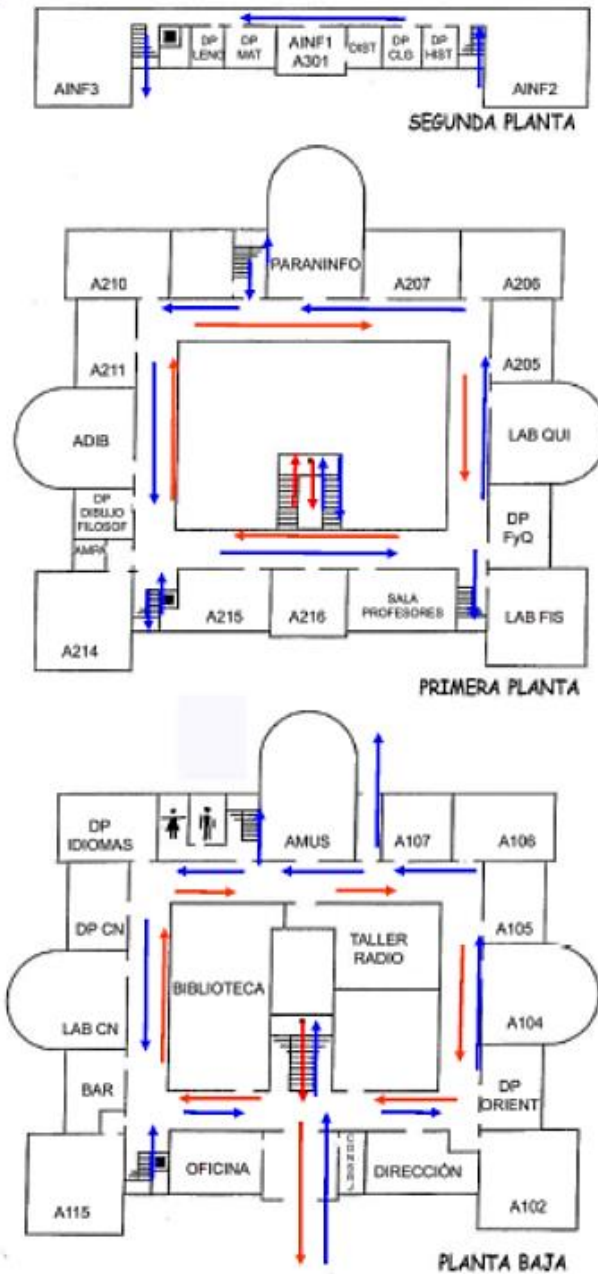 DP
LENG
DP
MAT
AINF1
A301
DIST
DP
CLG
DP
HIST
AINF3
AINF2
SEGUNDA PLANTA
PARANINFO
A210
A207
A206
A211
A205
ADIB
LAB QUI
DP
DIBUJO
FILOSOF
DP
FyQ
AMPA
A215
A216
SALA
PROFESORES
LAB FIS
A214
PRIMERA PLANTA
DP
IDIOMAS
AMUS
A107
A106
DP CN
A105
TALLER
RADIO
BIBLIOTECA
LAB CN
A104
BAR
DP
ORIENT
OFICINA
CONSRJ
DIRECCIÓN
A115
A102
PLANTA BAJA